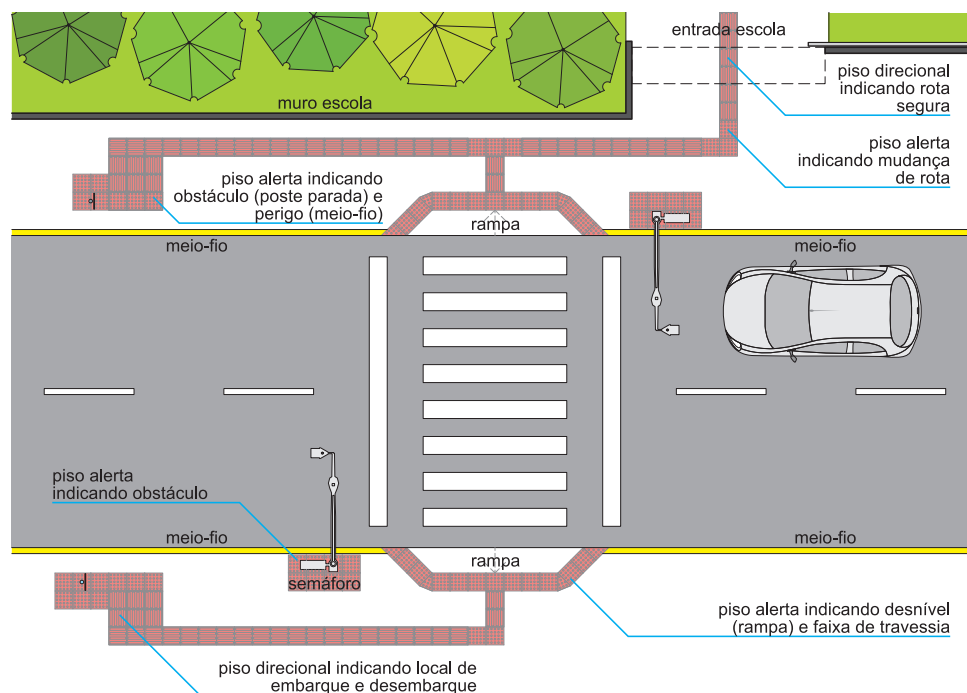 entrada escola
piso direcional
indicando rota
segura
muro escola
piso alerta
indicando mudança
de rota
piso alerta indicando
obstáculo (poste parada) e
perigo (meio-fio)
rampa
meio-fio
meio-fio
piso alerta
indicando obstáculo
meio-fio
meio-fio
rampa
semáforo
piso alerta indicando desnível
(rampa) e faixa de travessia
piso direcional indicando local de
embarque e desembarque